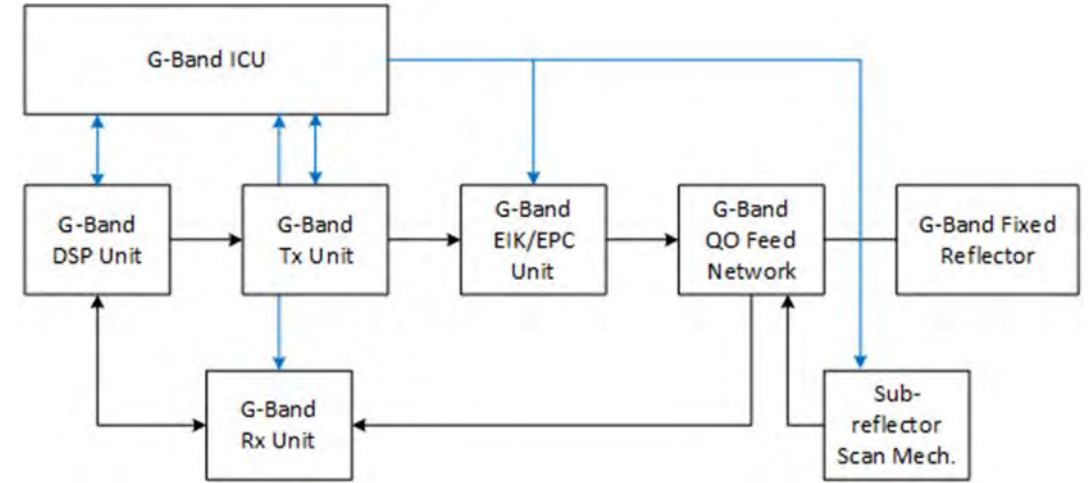 G-Band ICU
G-Band
DSP Unit
G-Band
Tx Unit
G-Band
EIK/EPC
Unit
G-Band
QO Feed
Network
G-Band Fixed
Reflector
G-Band
Rx Unit
Sub-
reflector
Scan Mech.